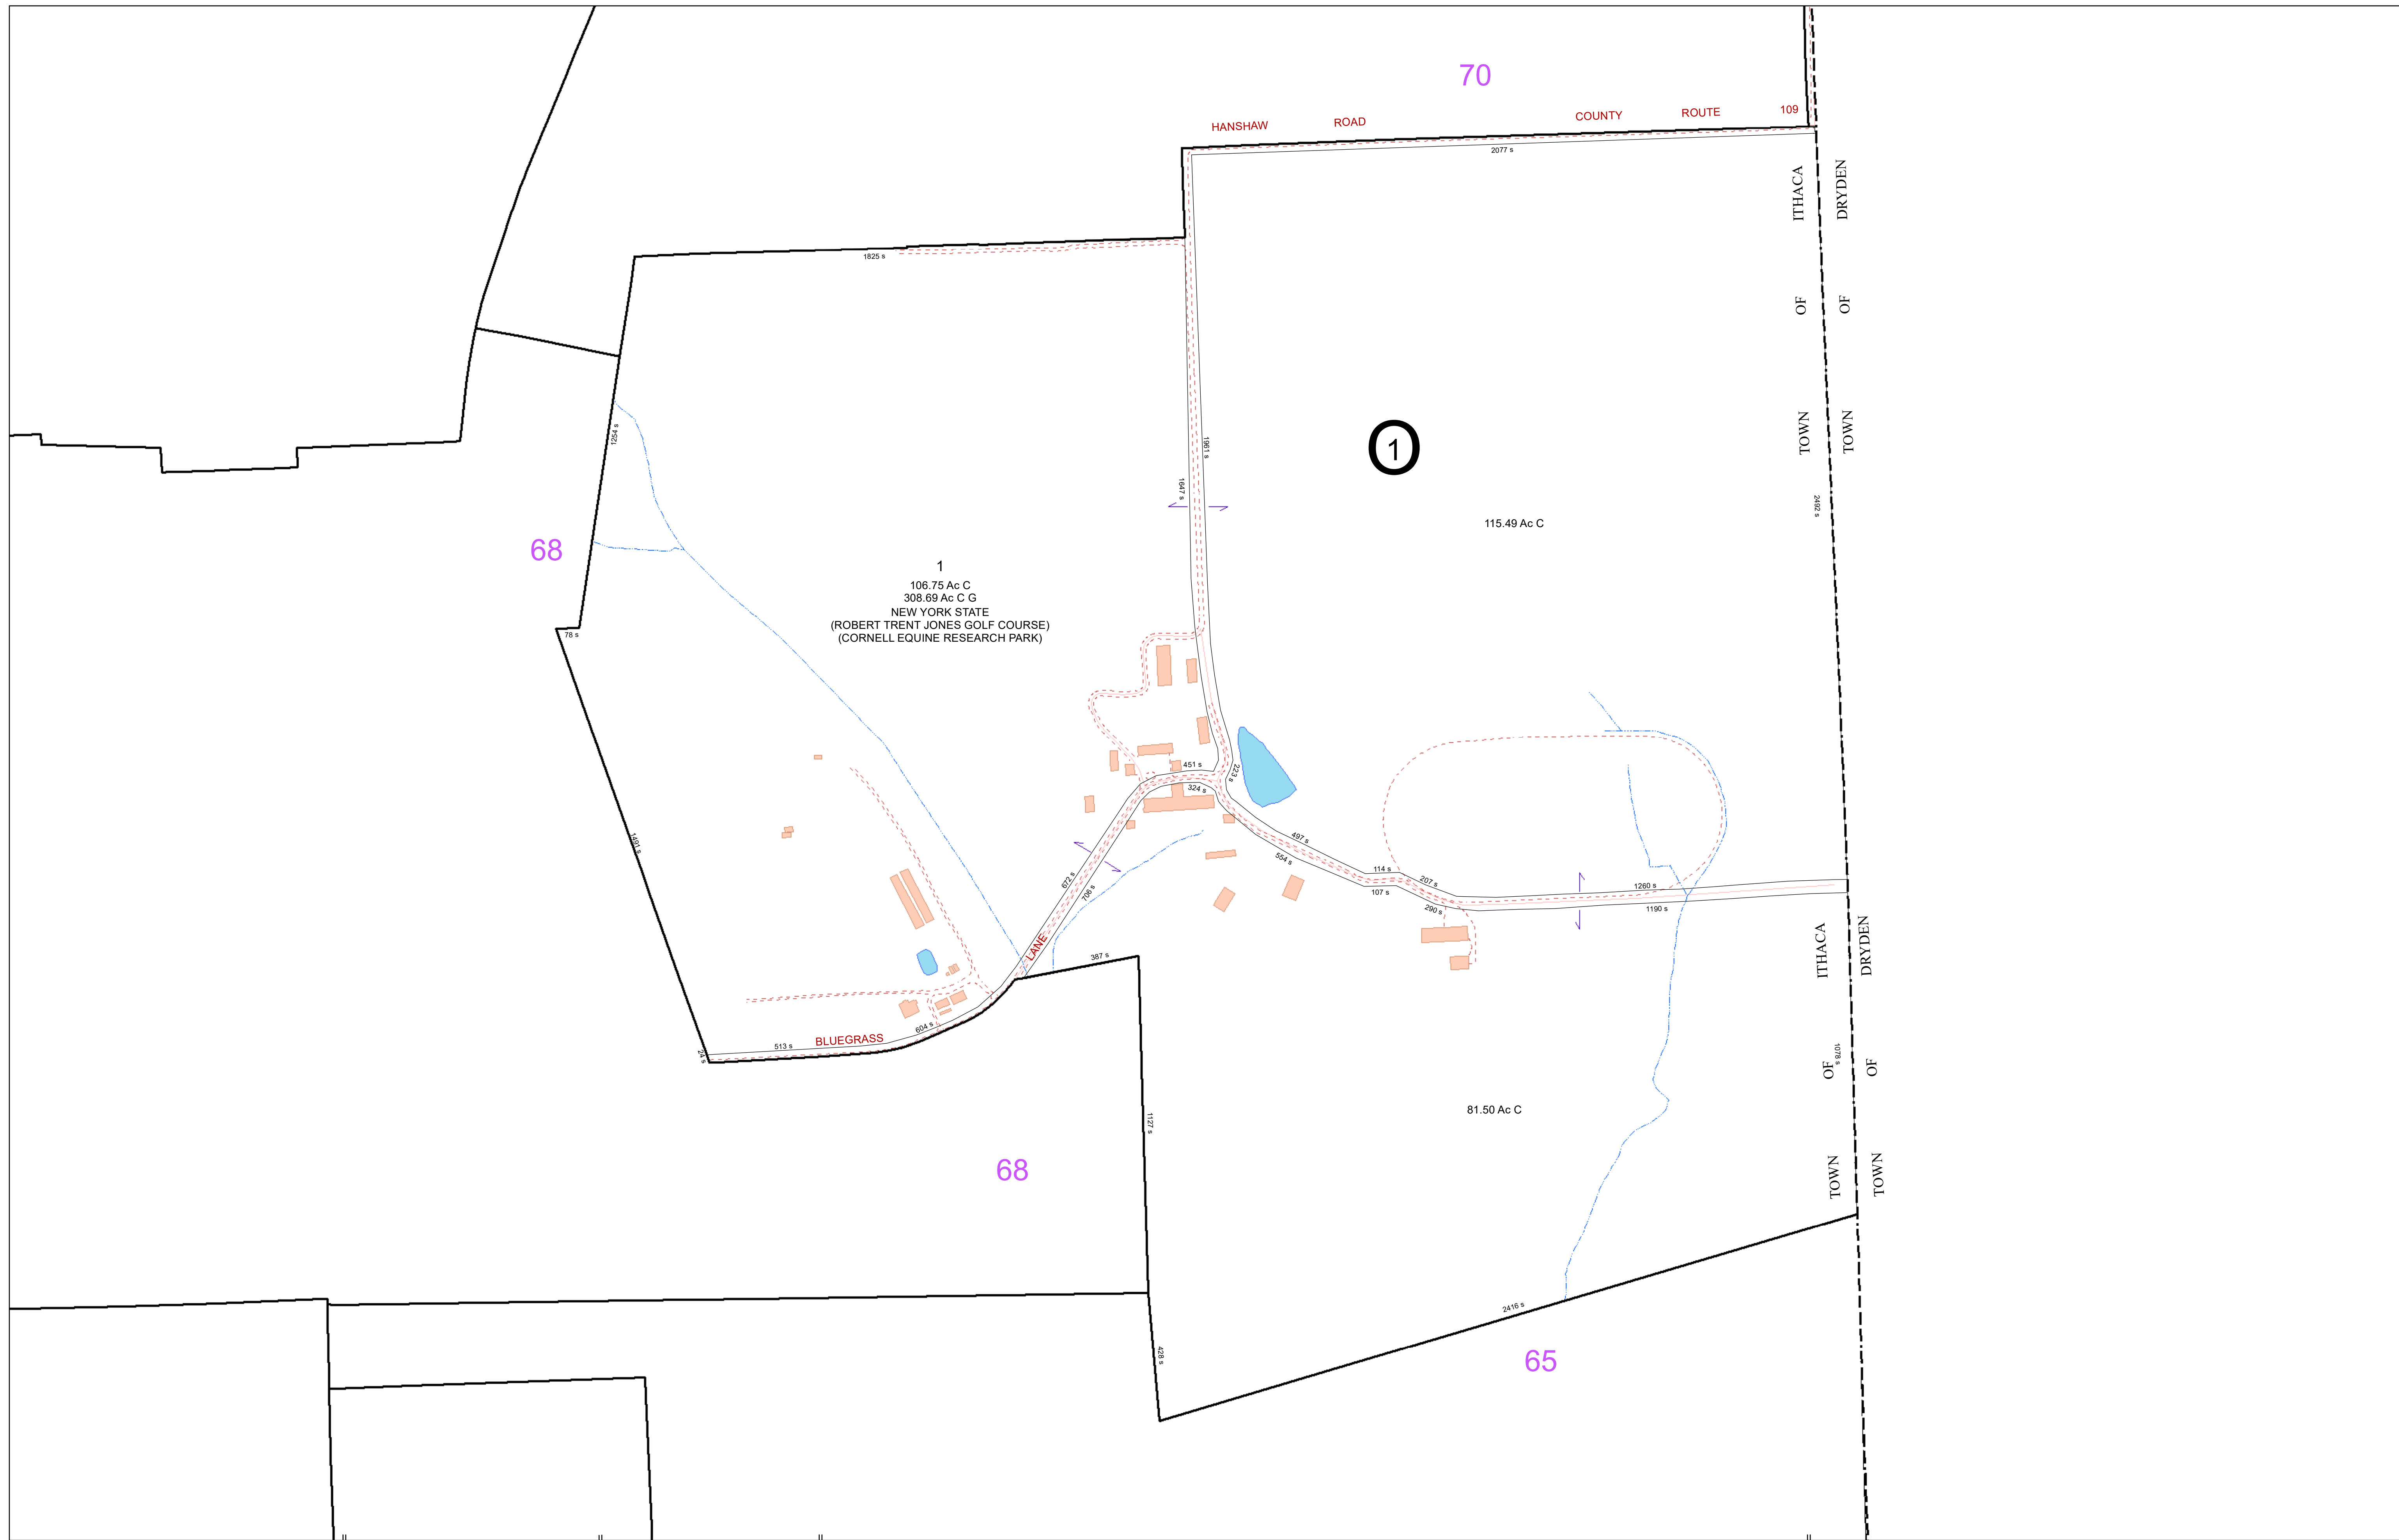 70
HANSHAW ROAD COUNTY ROUTE 109
2077 s
ITHACA
DRYDEN
1825 s
OF
OF
1254 s
TOWN
TOWN
1961 s
1
1647 s
2492 s
115.49 Ac C
68
1
106.75 Ac C
308.69 Ac C G
NEW YORK STATE
(ROBERT TRENT JONES GOLF COURSE)
(CORNELL EQUINE RESEARCH PARK)
78 s
451 s
223 s
324 s
1491 s
497 s
554 s
114 s
107 s
207 s
290 s
1260 s
1190 s
672 s
706 s
LANE
387 s
ITHACA
DRYDEN
604 s
BLUEGRASS
513 s
24 s
1078 s
OF
OF
81.50 Ac C
1127 s
68
TOWN
TOWN
2416 s
428 s
65